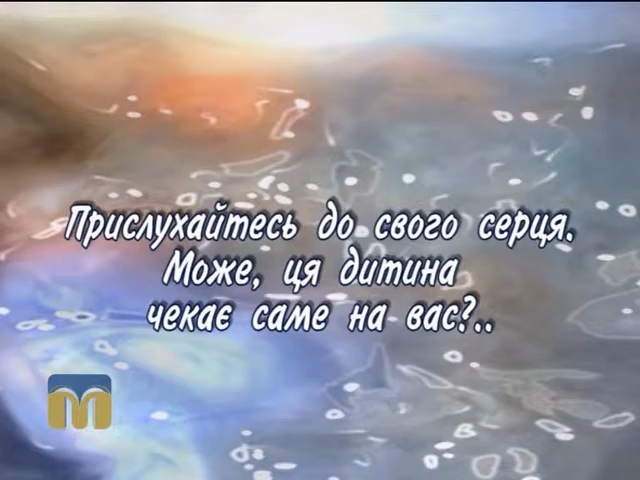 Прислухайтесь до свого серця.
Може, ця дитина
чекає саме на вас?..
M